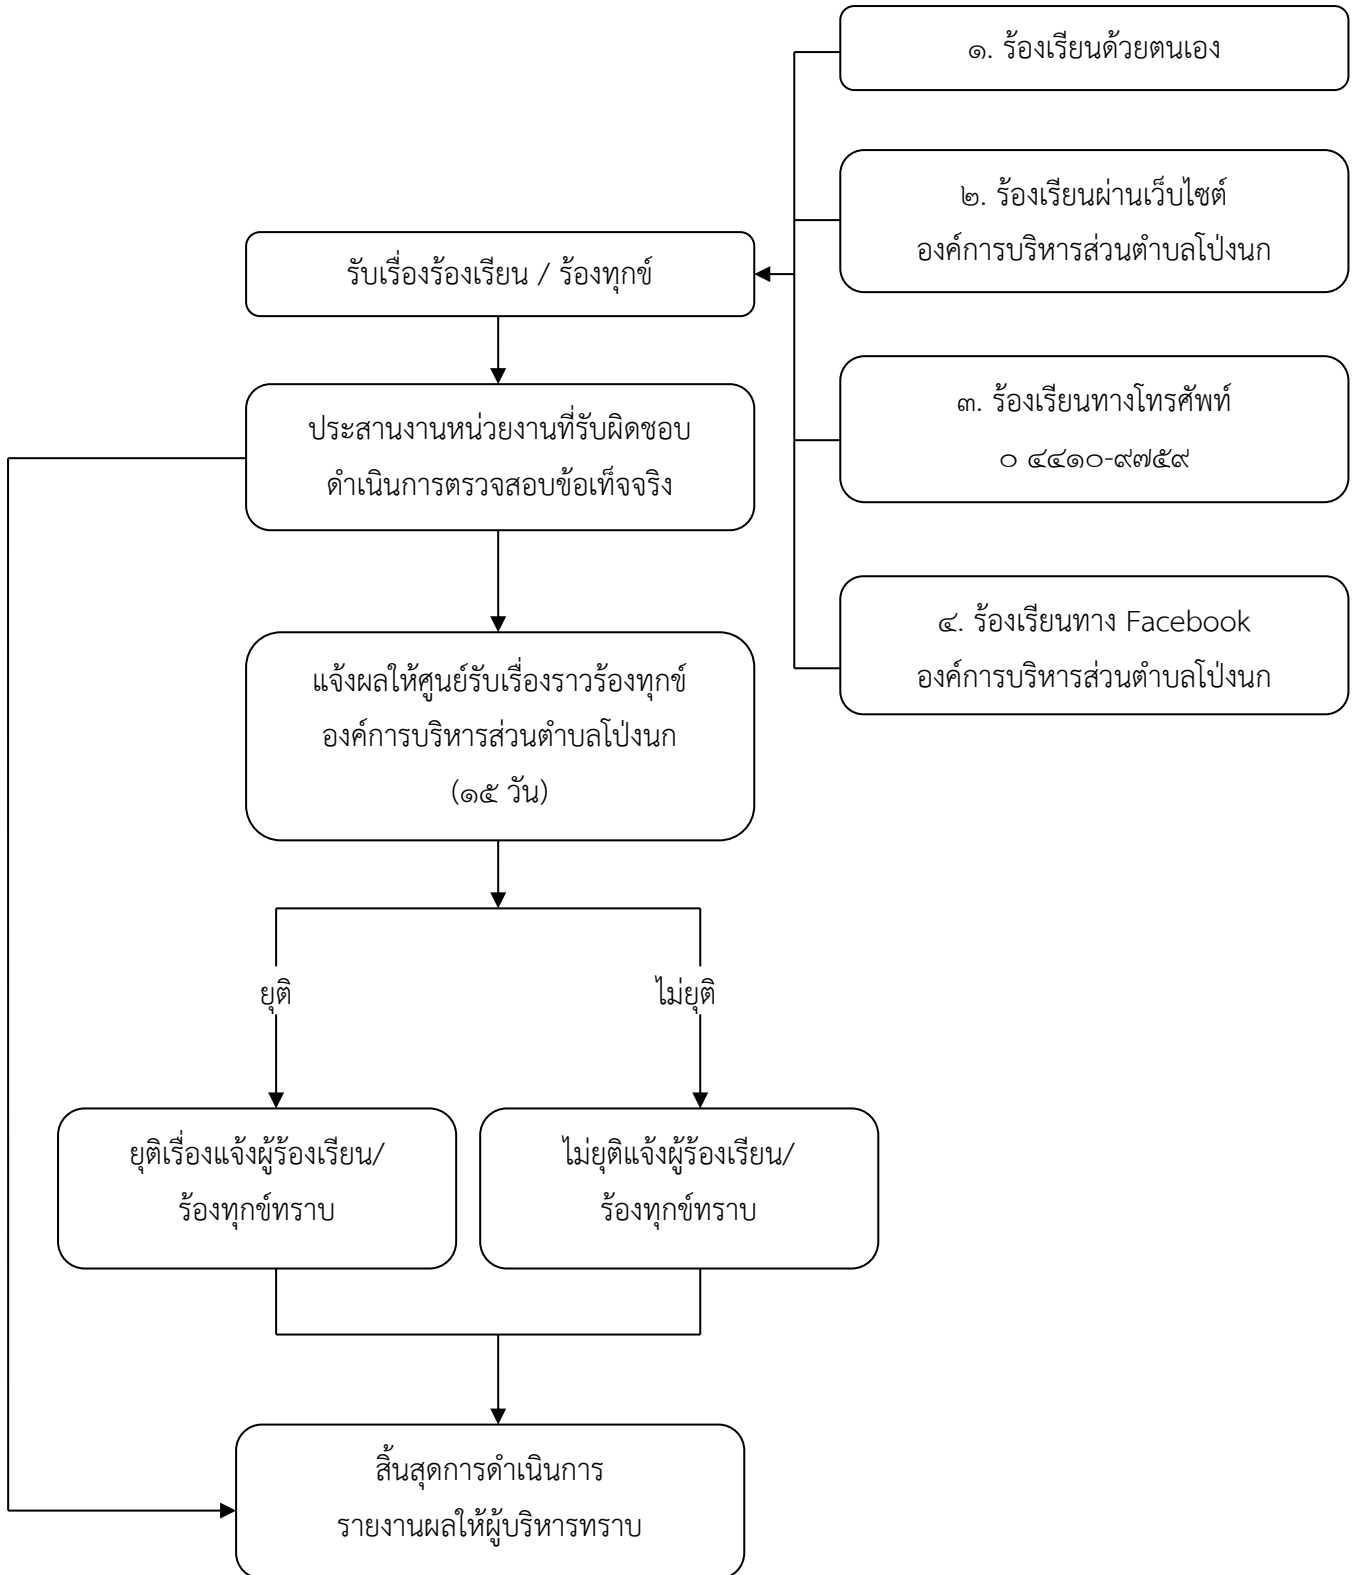 ๑. ร้องเรียนด้วยตนเอง
๒. ร้องเรียนผ่านเว็บไซต์
องค์การบริหารส่วนตำบลโป่งนก
รับเรื่องร้องเรียน / ร้องทุกข์
๓. ร้องเรียนทางโทรศัพท์
๐ ๔๔๑๐-๙๗๕๙
ประสานงานหน่วยงานที่รับผิดชอบ
ดำเนินการตรวจสอบข้อเท็จจริง
๔. ร้องเรียนทาง Facebook
องค์การบริหารส่วนตำบลโป่งนก
แจ้งผลให้ศูนย์รับเรื่องราวร้องทุกข์
องค์การบริหารส่วนตำบลโป่งนก
(๑๕ วัน)
ยุติ
ไม่ยุติ
ยุติเรื่องแจ้งผู้ร้องเรียน/
ร้องทุกข์ทราบ
ไม่ยุติแจ้งผู้ร้องเรียน/
ร้องทุกข์ทราบ
สิ้นสุดการดำเนินการ
รายงานผลให้ผู้บริหารทราบ